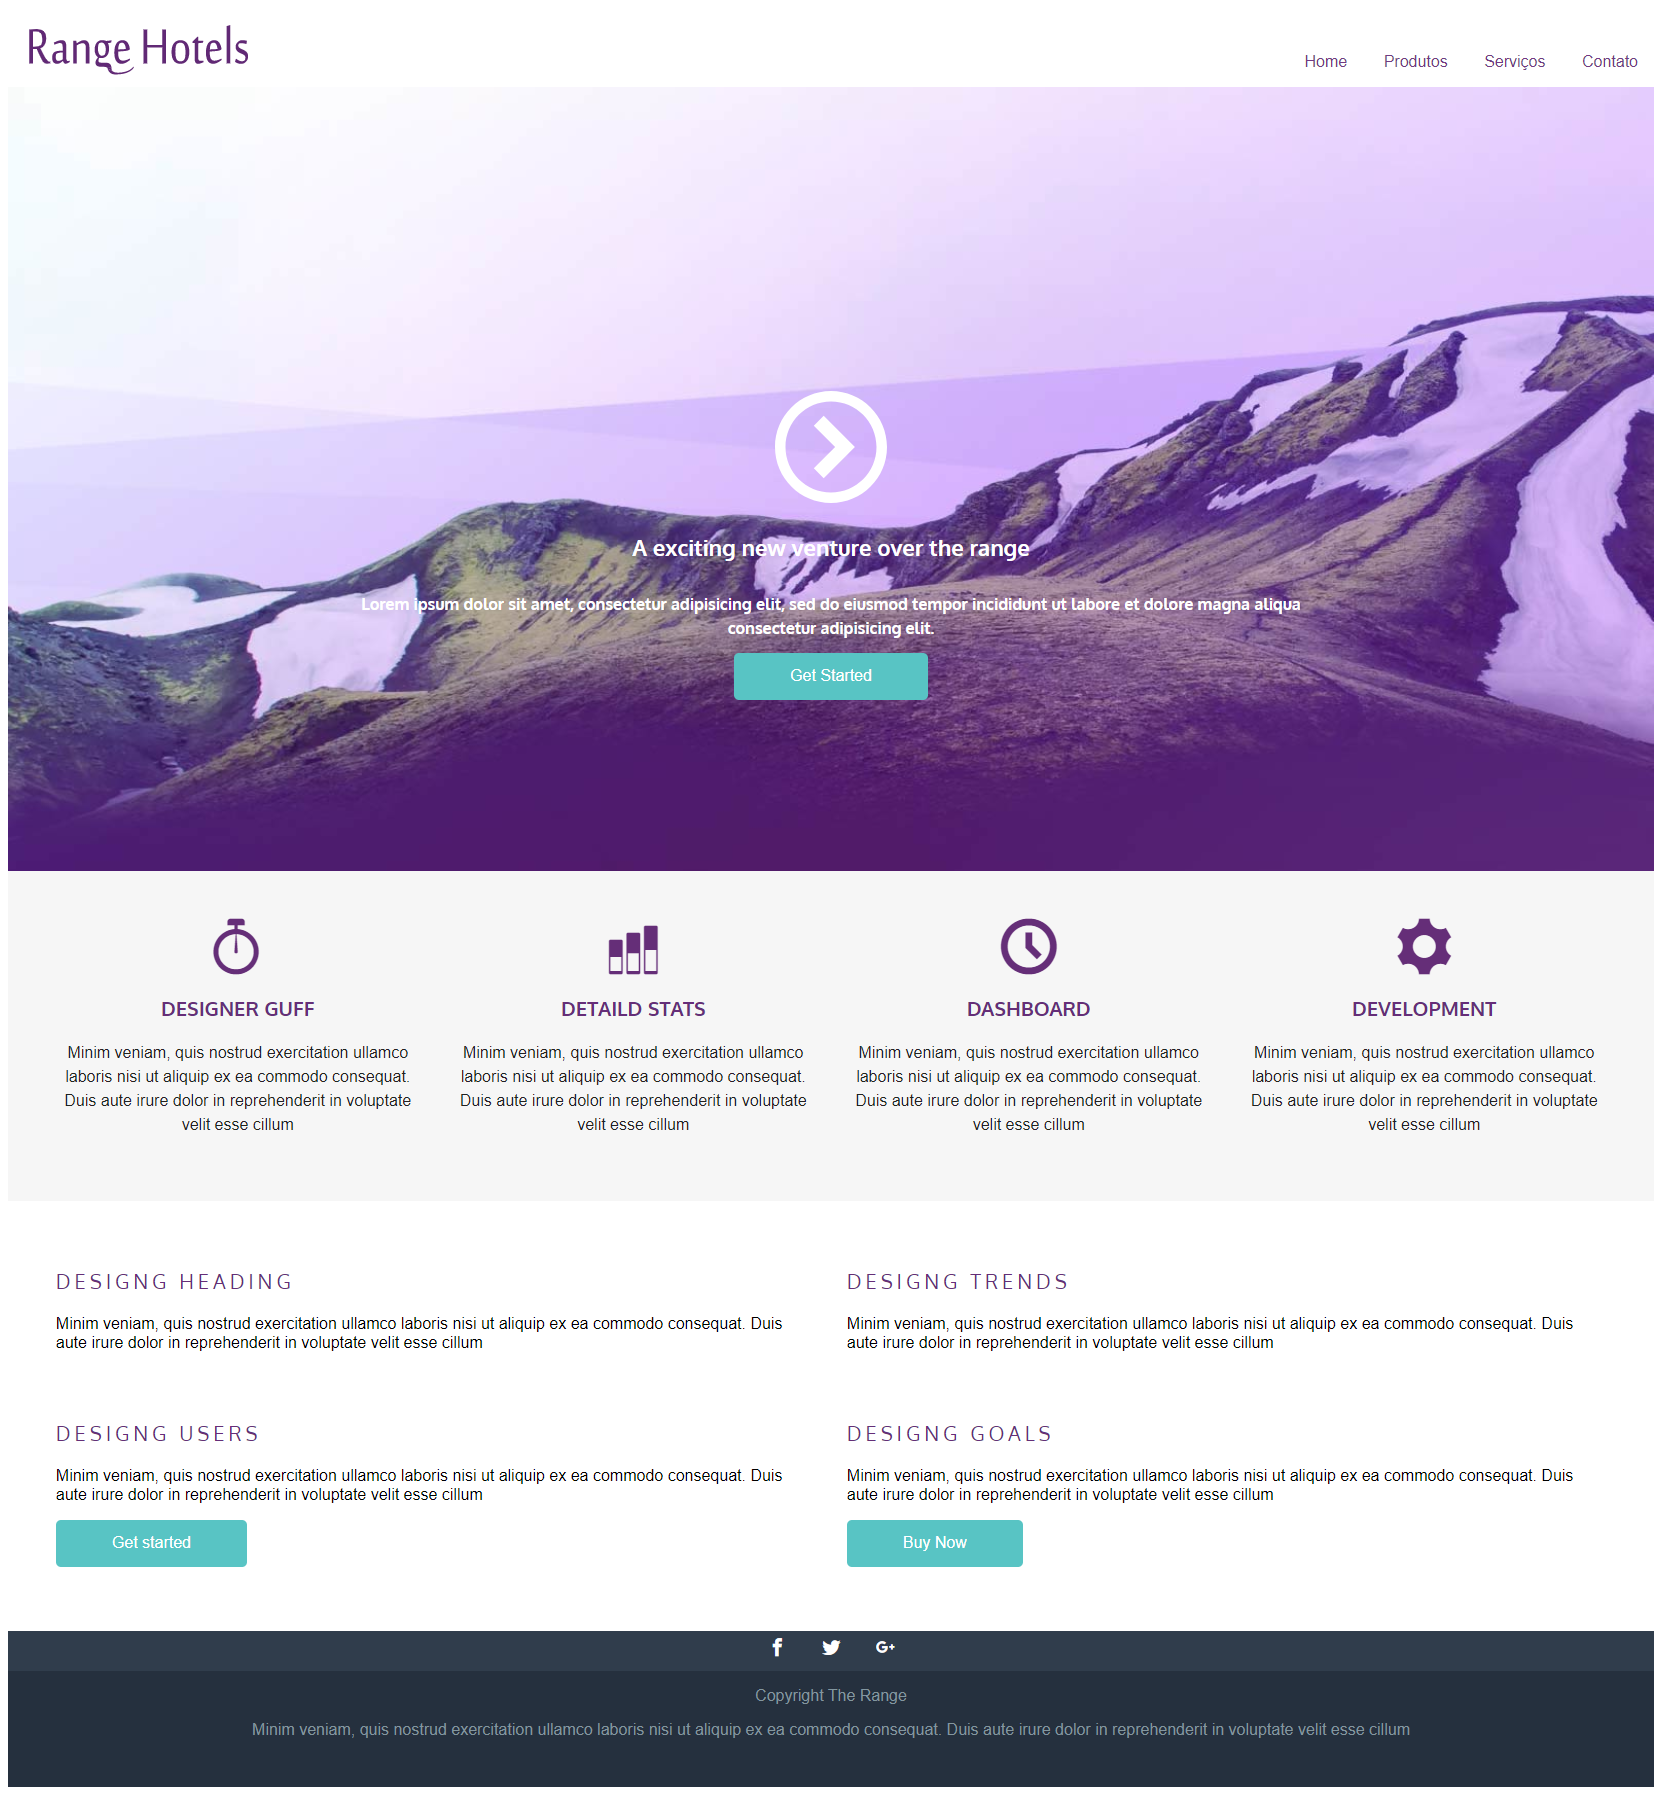 Range Hotels
Home Produtos Serviços Contato
A exciting new venture over the range
Lorem ipsum dolor sit amet, consectetur adipisicing elit, sed do eiusmod tempor incididunt ut labore et dolore magna aliqua
consectetur adipisicing elit.
Get Started
DESIGNER GUFF
Minim veniam, quis nostrud exercitation ullamco
laboris nisi ut aliquip ex ea commodo consequat.
Duis aute irure dolor in reprehenderit in voluptate
velit esse cillum
DETAILD STATS
Minim veniam, quis nostrud exercitation ullamco
laboris nisi ut aliquip ex ea commodo consequat.
Duis aute irure dolor in reprehenderit in voluptate
velit esse cillum
DASHBOARD
Minim veniam, quis nostrud exercitation ullamco
laboris nisi ut aliquip ex ea commodo consequat.
Duis aute irure dolor in reprehenderit in voluptate
velit esse cillum
DEVELOPMENT
Minim veniam, quis nostrud exercitation ullamco
laboris nisi ut aliquip ex ea commodo consequat.
Duis aute irure dolor in reprehenderit in voluptate
velit esse cillum
DESIGNG HEADING
Minim veniam, quis nostrud exercitation ullamco laboris nisi ut aliquip ex ea commodo consequat. Duis
aute irure dolor in reprehenderit in voluptate velit esse cillum
DESIGNG TRENDS
Minim veniam, quis nostrud exercitation ullamco laboris nisi ut aliquip ex ea commodo consequat. Duis
aute irure dolor in reprehenderit in voluptate velit esse cillum
DESIGNG USERS
Minim veniam, quis nostrud exercitation ullamco laboris nisi ut aliquip ex ea commodo consequat. Duis
aute irure dolor in reprehenderit in voluptate velit esse cillum
Get started
DESIGNG GOALS
Minim veniam, quis nostrud exercitation ullamco laboris nisi ut aliquip ex ea commodo consequat. Duis
aute irure dolor in reprehenderit in voluptate velit esse cillum
Buy Now
G+
Copyright The Range
Minim veniam, quis nostrud exercitation ullamco laboris nisi ut aliquip ex ea commodo consequat. Duis aute irure dolor in reprehenderit in voluptate velit esse cillum